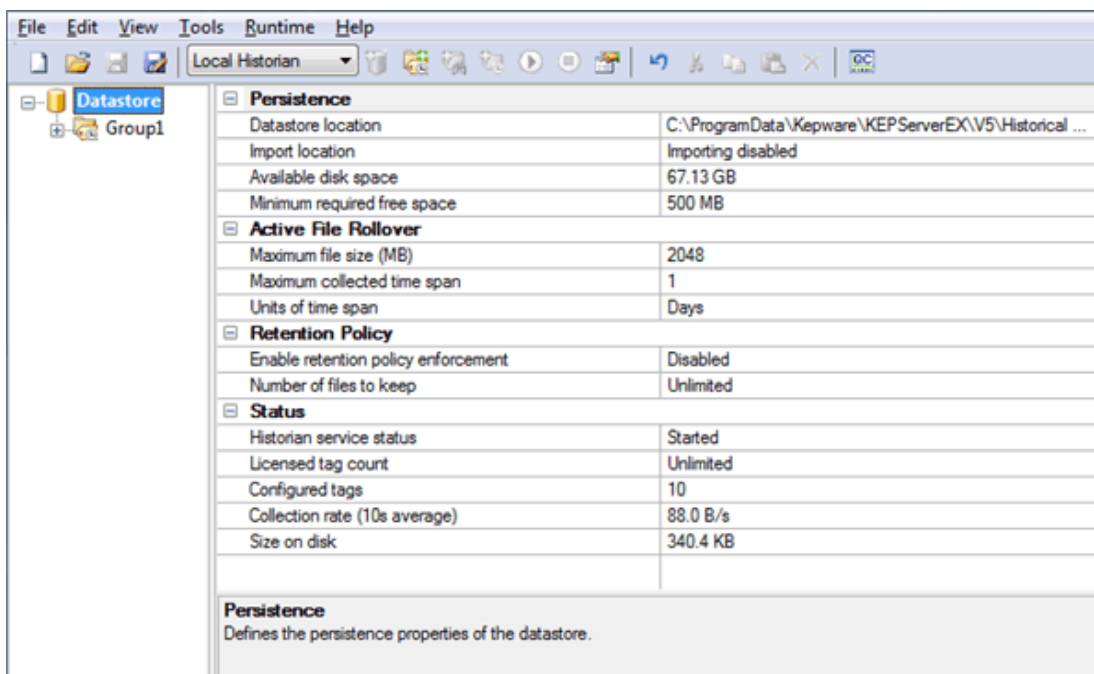 File Edit View Tools Runtime Help
Local Historian
Datastore
Group1
Persistence
Datastore location C:\ProgramData\Kepware\KEPServerEX\V5\Historical ...
Import location Importing disabled
Available disk space 67.13 GB
Minimum required free space 500 MB
Active File Rollover
Maximum file size (MB) 2048
Maximum collected time span 1
Units of time span Days
Retention Policy
Enable retention policy enforcement Disabled
Number of files to keep Unlimited
Status
Historian service status Started
Licensed tag count Unlimited
Configured tags 10
Collection rate (10s average) 88.0 B/s
Size on disk 340.4 KB
Persistence
Defines the persistence properties of the datastore.